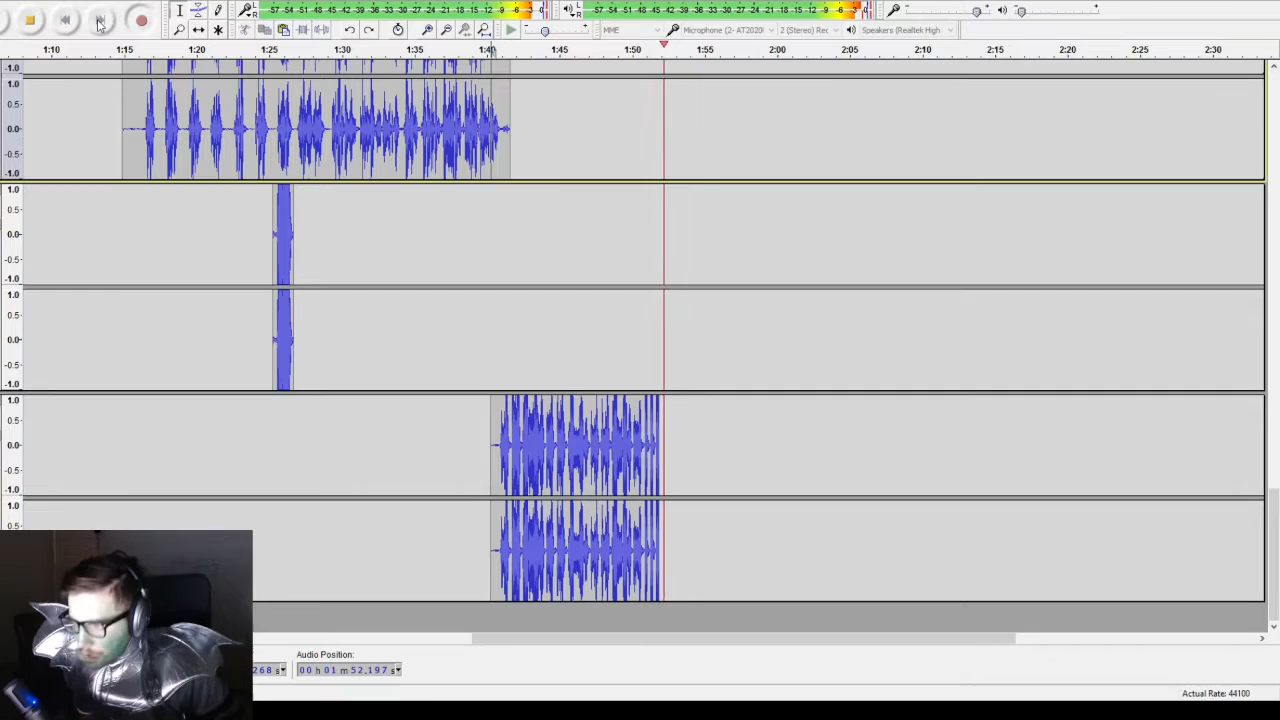 -57 -54 -51 -48 -45 -42 -39 -36 -33 -30 -27 -24 -21 -18 -15 -12 -9 -6 -3 0
-57 -54 -51 -48 -45 -42 -39 -36 -33 -30 -27 -24 -21 -18 -15 -12 -9 -6 -3 0
MME
Microphone (2- AT2020
2 (Stereo) Rec
Speakers (Realtek High
1:10 1:15 1:20 1:25 1:30 1:35 1:40 1:45 1:50 1:55 2:00 2:05 2:10 2:15 2:20 2:25 2:30
-1.0
1.0
0.5
0.0
-0.5
-1.0
1.0
0.5
0.0
-0.5
-1.0
1.0
0.5
0.0
-0.5
-1.0
1.0
0.5
0.0
-0.5
-1.0
1.0
0.5
Audio Position:
268 s
00 h 01 m 52.197 s
Actual Rate: 44100